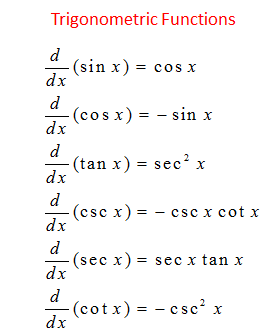 Trigonometric Functions
d/dx (sin x) = cos x
d/dx (cos x) = − sin x
d/dx (tan x) = sec² x
d/dx (csc x) = − csc x cot x
d/dx (sec x) = sec x tan x
d/dx (cot x) = − csc² x